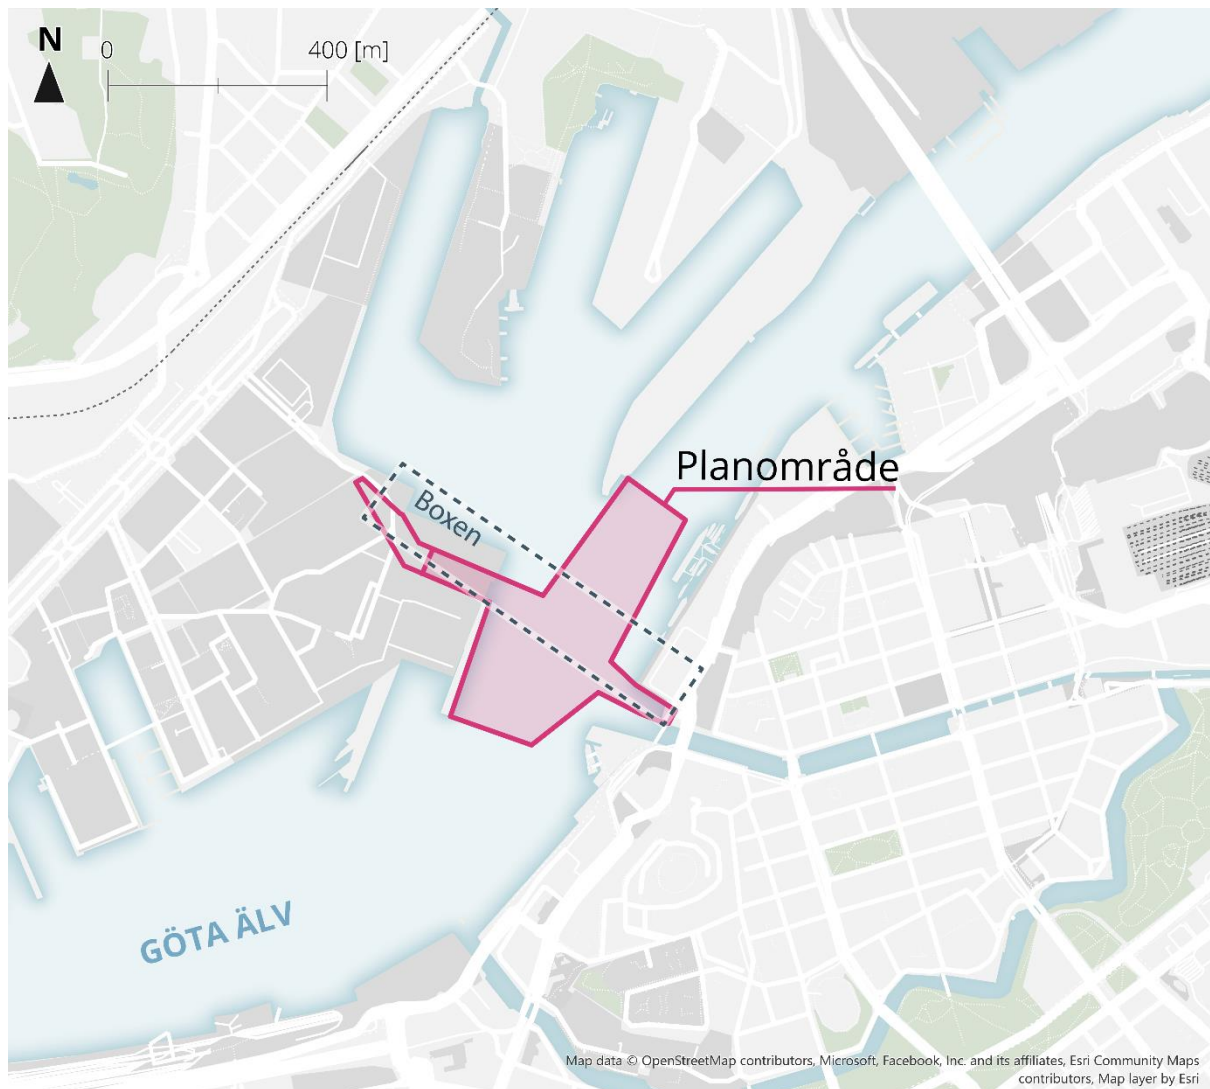 N
0 400 [m]
Planområde
Boxen
GÖTA ÄLV
Map data © OpenStreetMap contributors, Microsoft, Facebook, Inc. and its affiliates, Esri Community Maps
contributors, Map layer by Esri